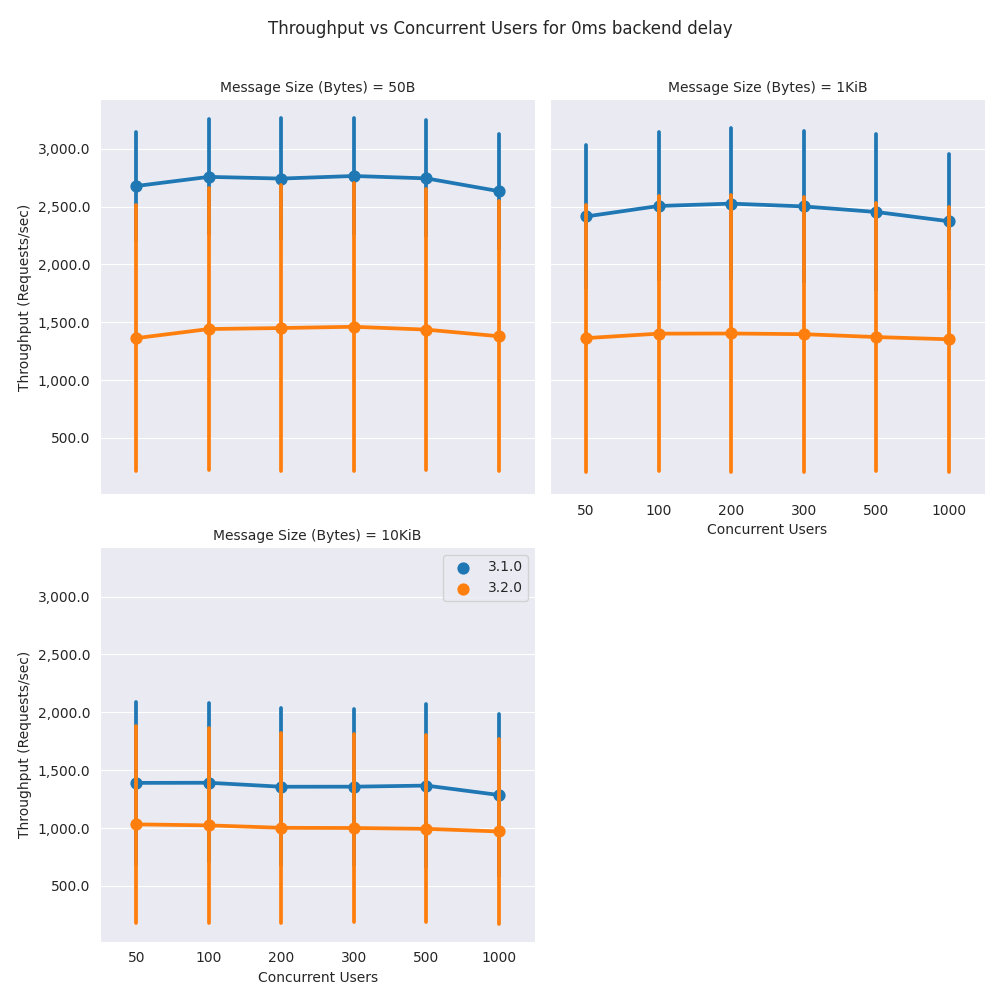 Throughput vs Concurrent Users for 0ms backend delay
Message Size (Bytes) = 50B
Throughput (Requests/sec)
3,000.0
2,500.0
2,000.0
1,500.0
1,000.0
500.0
Message Size (Bytes) = 1KiB
50 100 200 300 500 1000
Concurrent Users
Message Size (Bytes) = 10KiB
Throughput (Requests/sec)
3,000.0
2,500.0
2,000.0
1,500.0
1,000.0
500.0
3.1.0
3.2.0
50 100 200 300 500 1000
Concurrent Users